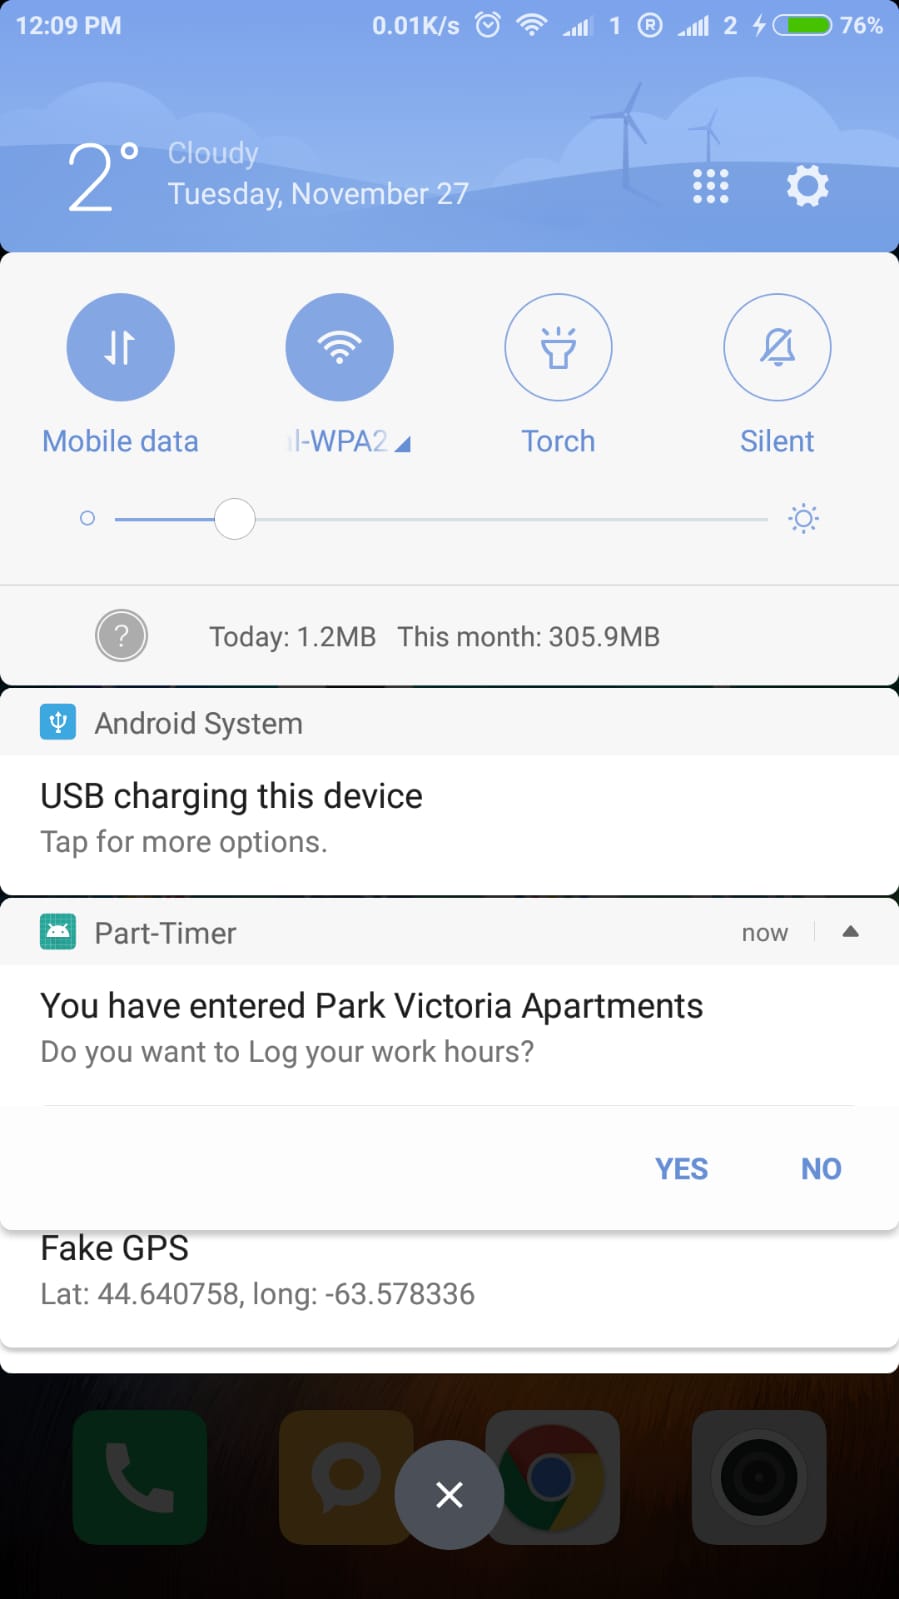 12:09 PM 0.01K/s 1 R 2 76%
2° Cloudy
Tuesday, November 27
Mobile data l-WPA2 Torch Silent
? Today: 1.2MB This month: 305.9MB
Android System
USB charging this device
Tap for more options.
Part-Timer now
You have entered Park Victoria Apartments
Do you want to Log your work hours?
YES NO
Fake GPS
Lat: 44.640758, long: -63.578336